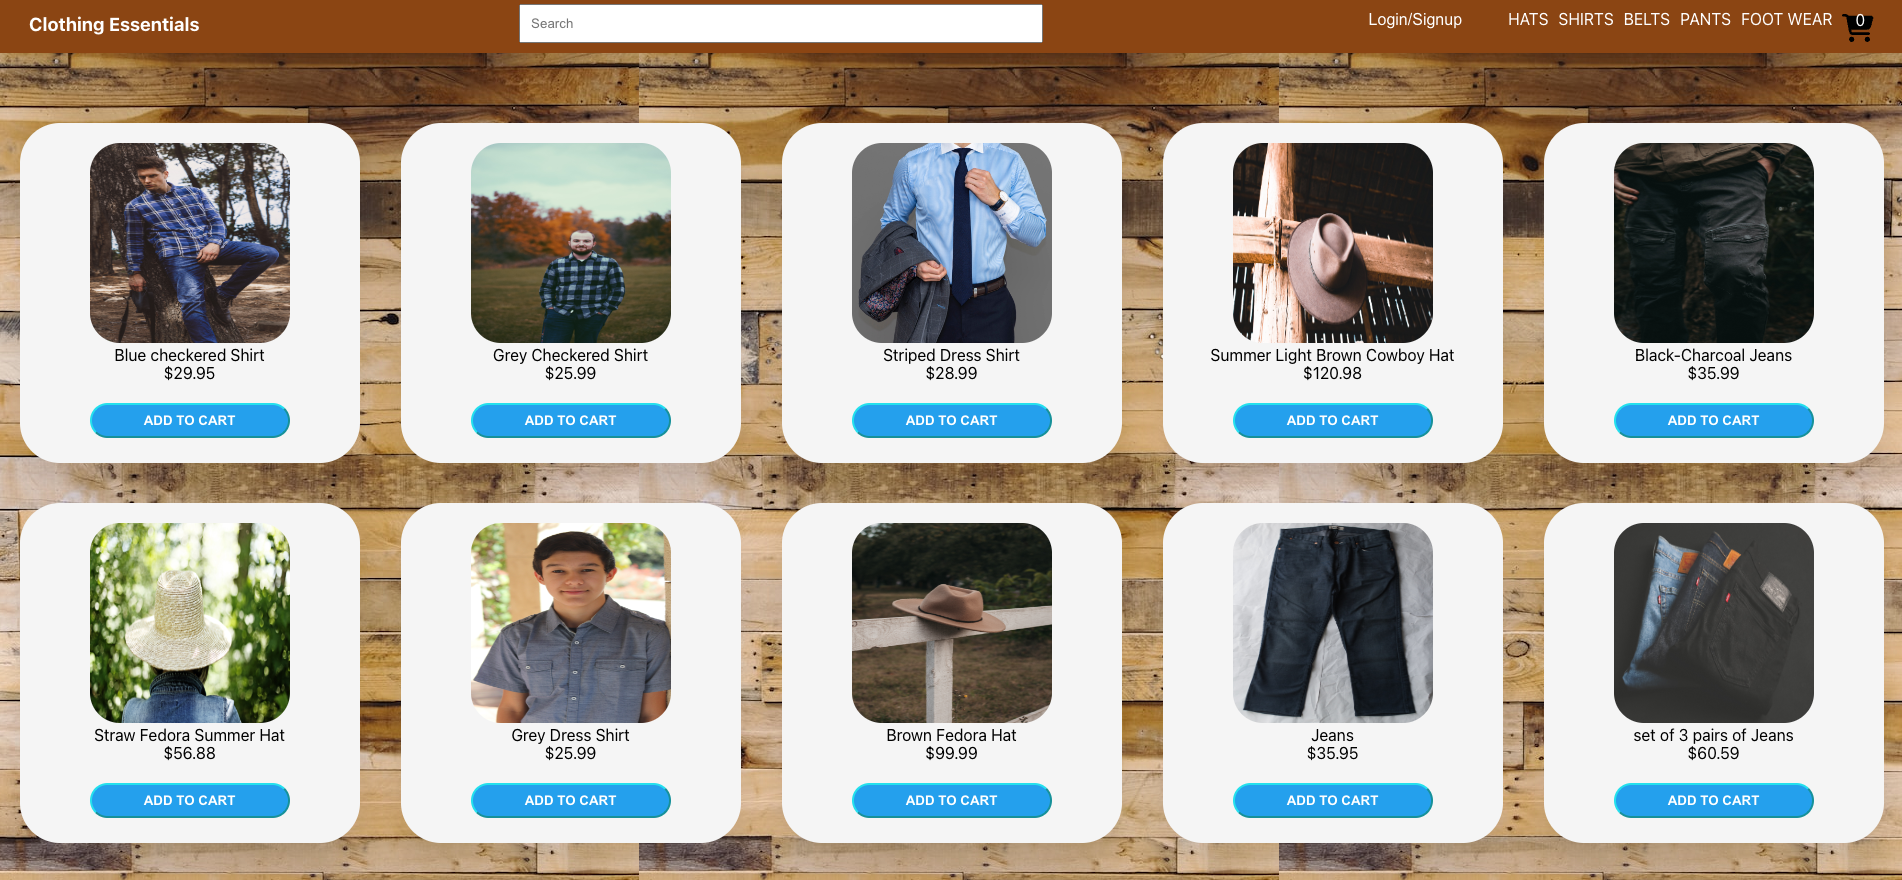 Clothing Essentials
Search
Login/Signup
HATS SHIRTS BELTS PANTS FOOT WEAR
0
Blue checkered Shirt
$29.95
ADD TO CART
Grey Checkered Shirt
$25.99
ADD TO CART
Striped Dress Shirt
$28.99
ADD TO CART
Summer Light Brown Cowboy Hat
$120.98
ADD TO CART
Black-Charcoal Jeans
$35.99
ADD TO CART
Straw Fedora Summer Hat
$56.88
ADD TO CART
Grey Dress Shirt
$25.99
ADD TO CART
Brown Fedora Hat
$99.99
ADD TO CART
Jeans
$35.95
ADD TO CART
set of 3 pairs of Jeans
$60.59
ADD TO CART